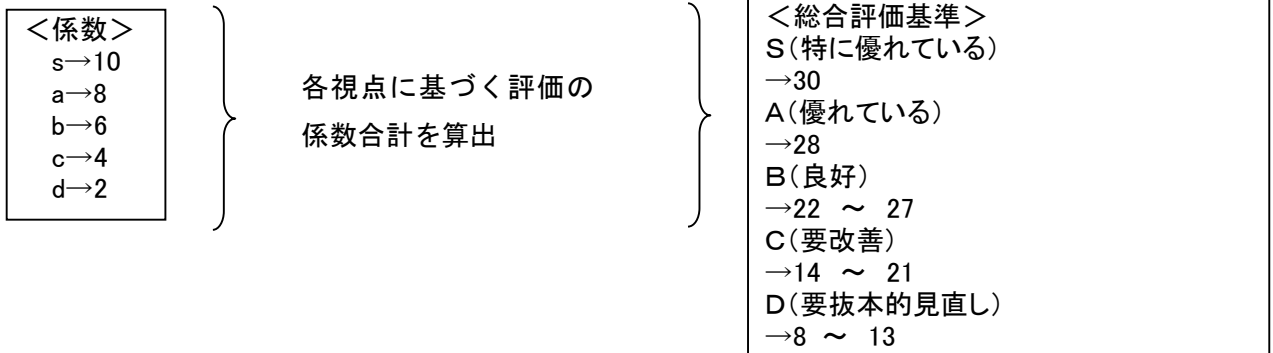 ＜係数＞
s→10
a→8
b→6
c→4
d→2
各視点に基づく評価の
係数合計を算出
＜総合評価基準＞
Ｓ（特に優れている）
→30
Ａ（優れている）
→28
Ｂ（良好）
→22　～　27
Ｃ（要改善）
→14　～　21
Ｄ（要抜本的見直し）
→8　～　13